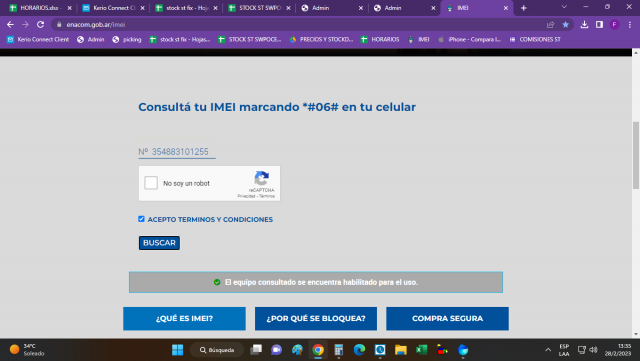 HORARIOS.xlsx -
Kerio Connect Client
stock st fix - Hojas
STOCK ST SWPOC
Admin
Admin
IMEI
enacom.gob.ar/imei
F
Kerio Connect Client
Admin
picking
stock st fix - Hojas...
STOCK ST SWPOCE...
PRECIOS Y STOCKD...
HORARIOS
IMEI
iPhone - Compara l...
COMISIONES ST
Consultá tu IMEI marcando *#06# en tu celular
Nº 354883101255
No soy un robot
reCAPTCHA
Privacidad - Términos
ACEPTO TERMINOS Y CONDICIONES
BUSCAR
El equipo consultado se encuentra habilitado para el uso.
¿QUÉ ES IMEI?
¿POR QUÉ SE BLOQUEA?
COMPRA SEGURA
34°C
Soleado
Búsqueda
ESP
LAA
13:35
28/2/2023